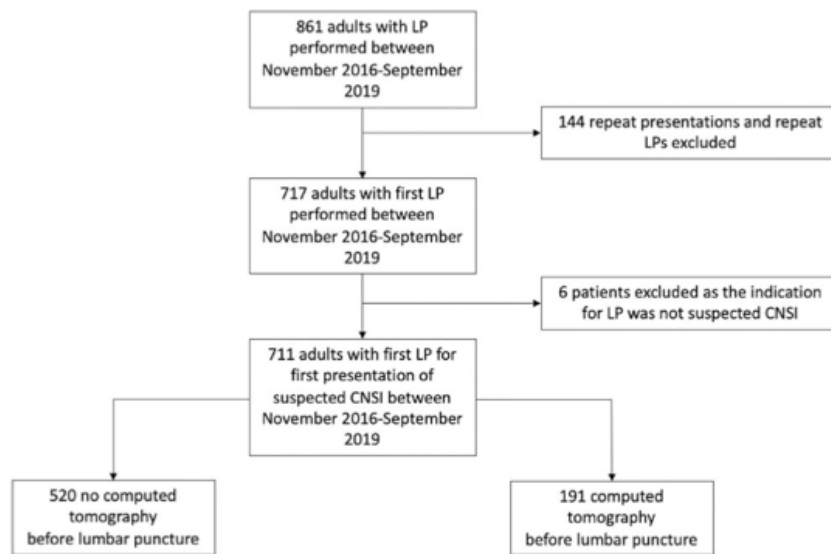 861 adults with LP
performed between
November 2016-September
2019
144 repeat presentations and repeat
LPs excluded
717 adults with first LP
performed between
November 2016-September
2019
6 patients excluded as the indication
for LP was not suspected CNSI
711 adults with first LP for
first presentation of
suspected CNSI between
November 2016-September
2019
520 no computed
tomography
before lumbar puncture
191 computed
tomography
before lumbar puncture